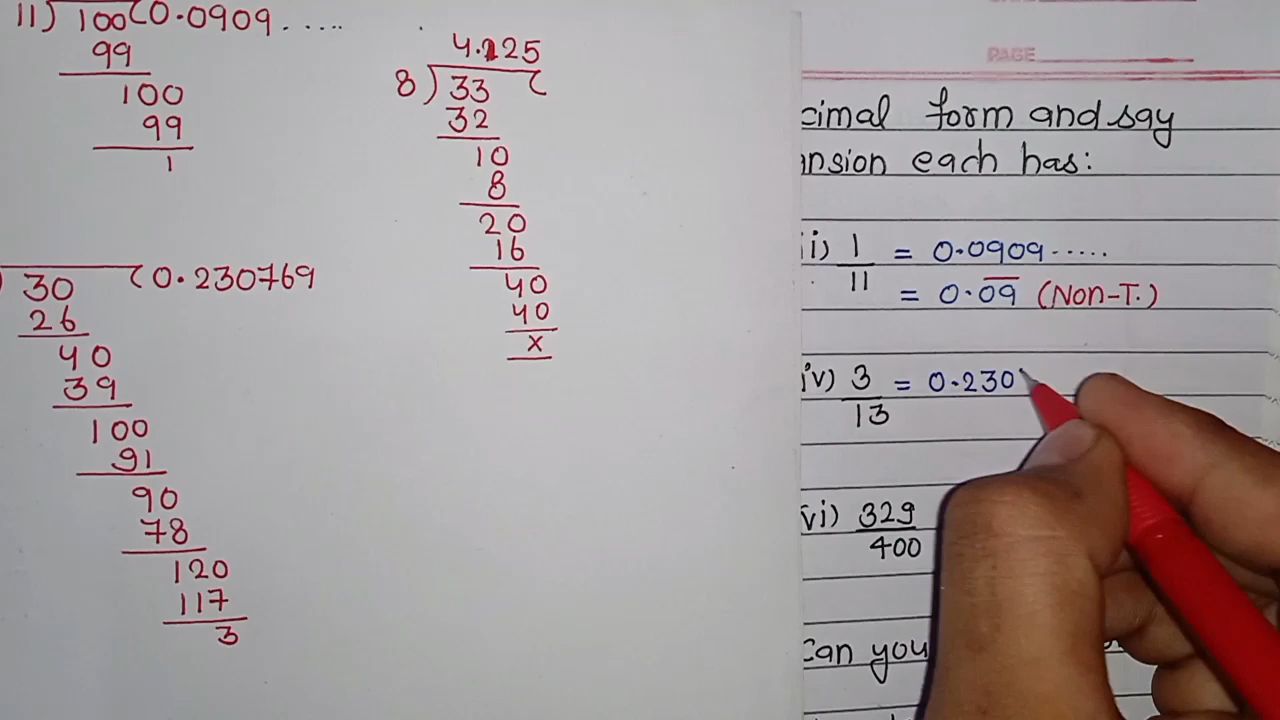 11) 100 (0.0909.....
99
100
99
1
30 (0.230769
26
40
39
100
91
90
78
120
117
3
4.125
8) 33 (
32
10
8
20
16
40
40
x
PAGE
cimal form and say
ansion each has:
ii) 1/11 = 0.0909.....
= 0.\overline{09} (Non-T.)
iv) 3/13 = 0.230
vi) 329/400
can you